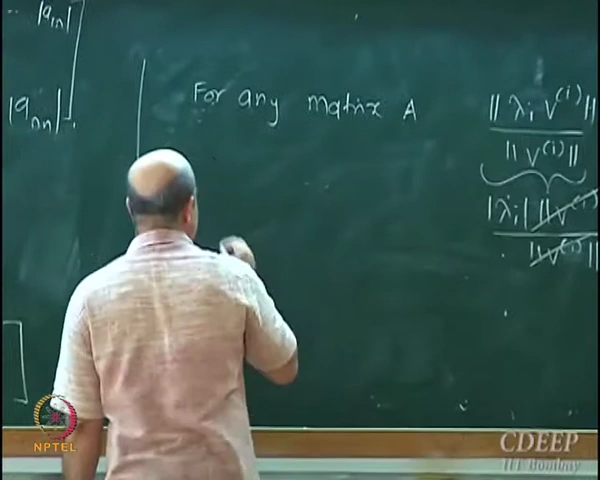 |a₁ₙ|
|aₙₙ|
For any matrix A
|| λᵢ v⁽ⁱ⁾ ||
|| v⁽ⁱ⁾ ||
|λᵢ| || v⁽ⁱ⁾ ||
|| v⁽ⁱ⁾ ||
NPTEL
CDEEP
IIT Bombay